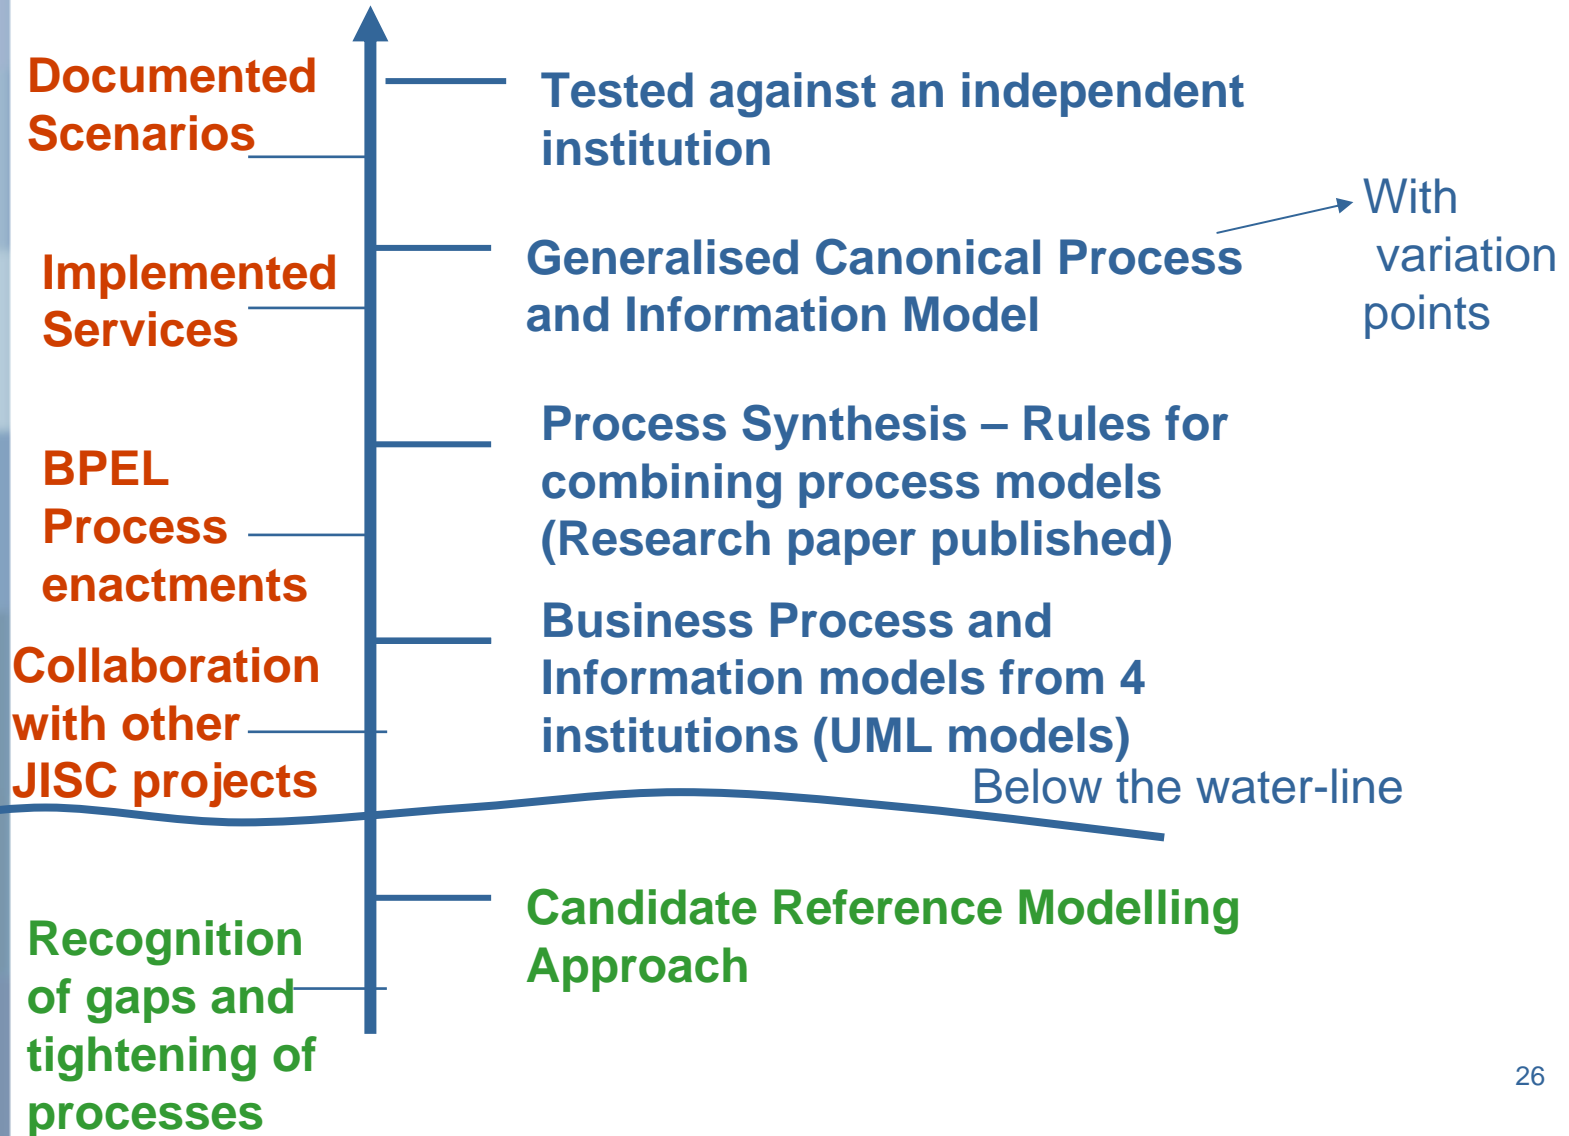 Documented
Scenarios
Tested against an independent
institution
With
variation
points
Implemented
Services
Generalised Canonical Process
and Information Model
BPEL
Process
enactments
Process Synthesis – Rules for
combining process models
(Research paper published)
Collaboration
with other
JISC projects
Business Process and
Information models from 4
institutions (UML models)
Below the water-line
Recognition
of gaps and
tightening of
processes
Candidate Reference Modelling
Approach
26